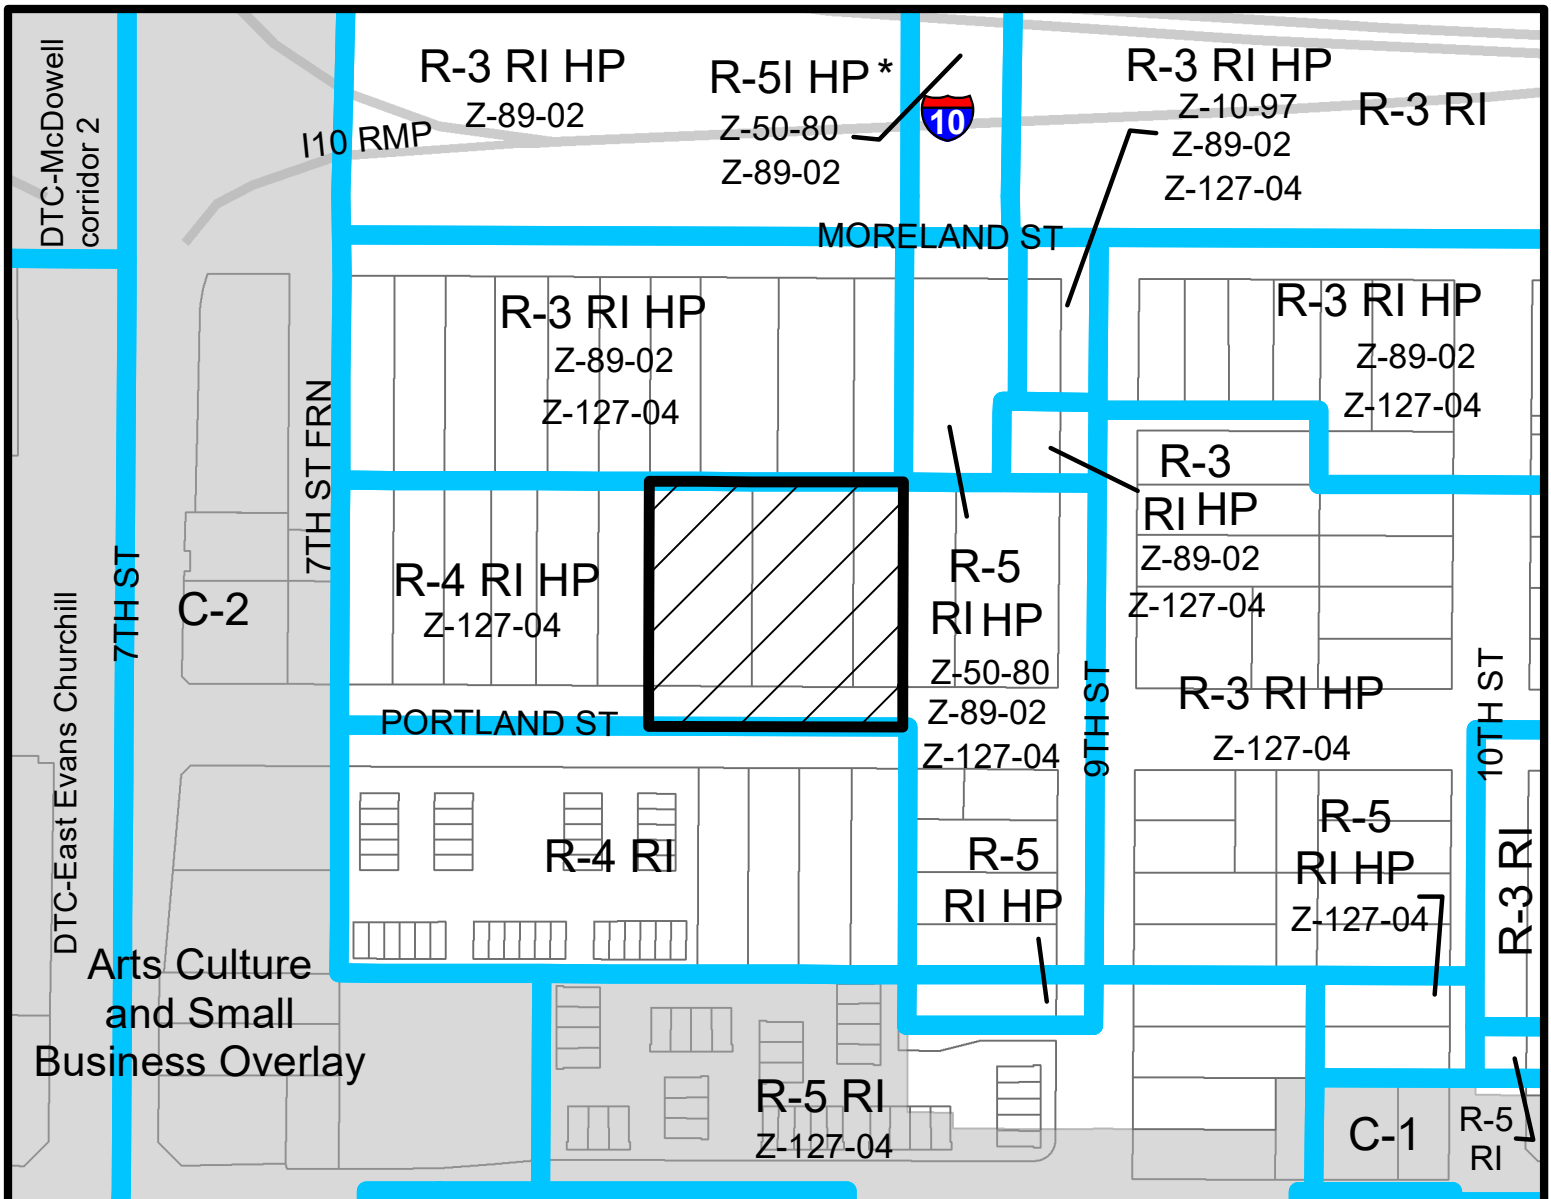 DTC-McDowell
corridor 2
R-3 RI HP
Z-89-02
I10 RMP
R-5I HP *
Z-50-80
Z-89-02
10
R-3 RI HP
Z-10-97
Z-89-02
Z-127-04
R-3 RI
MORELAND ST
R-3 RI HP
Z-89-02
Z-127-04
R-3 RI HP
Z-89-02
Z-127-04
7TH ST FRN
7TH ST
C-2
R-4 RI HP
Z-127-04
R-5
RI HP
Z-50-80
Z-89-02
Z-127-04
R-3
RI HP
Z-89-02
Z-127-04
9TH ST
R-3 RI HP
Z-127-04
10TH ST
PORTLAND ST
DTC-East Evans Churchill
R-4 RI
R-5
RI HP
R-5
RI HP
Z-127-04
R-3 RI
Arts Culture
and Small
Business Overlay
R-5 RI
Z-127-04
C-1
R-5
RI